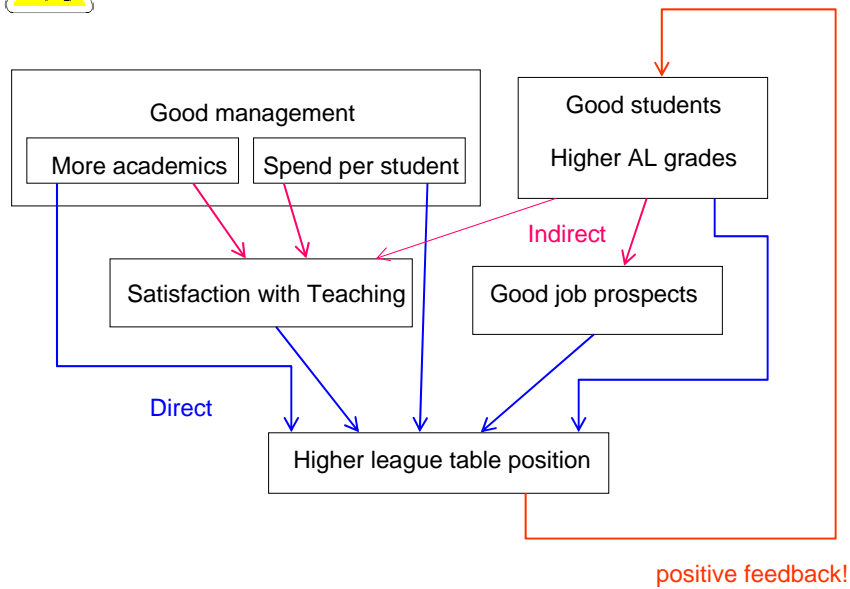 Good management
More academics
Spend per student
Good students
Higher AL grades
Indirect
Satisfaction with Teaching
Good job prospects
Direct
Higher league table position
positive feedback!